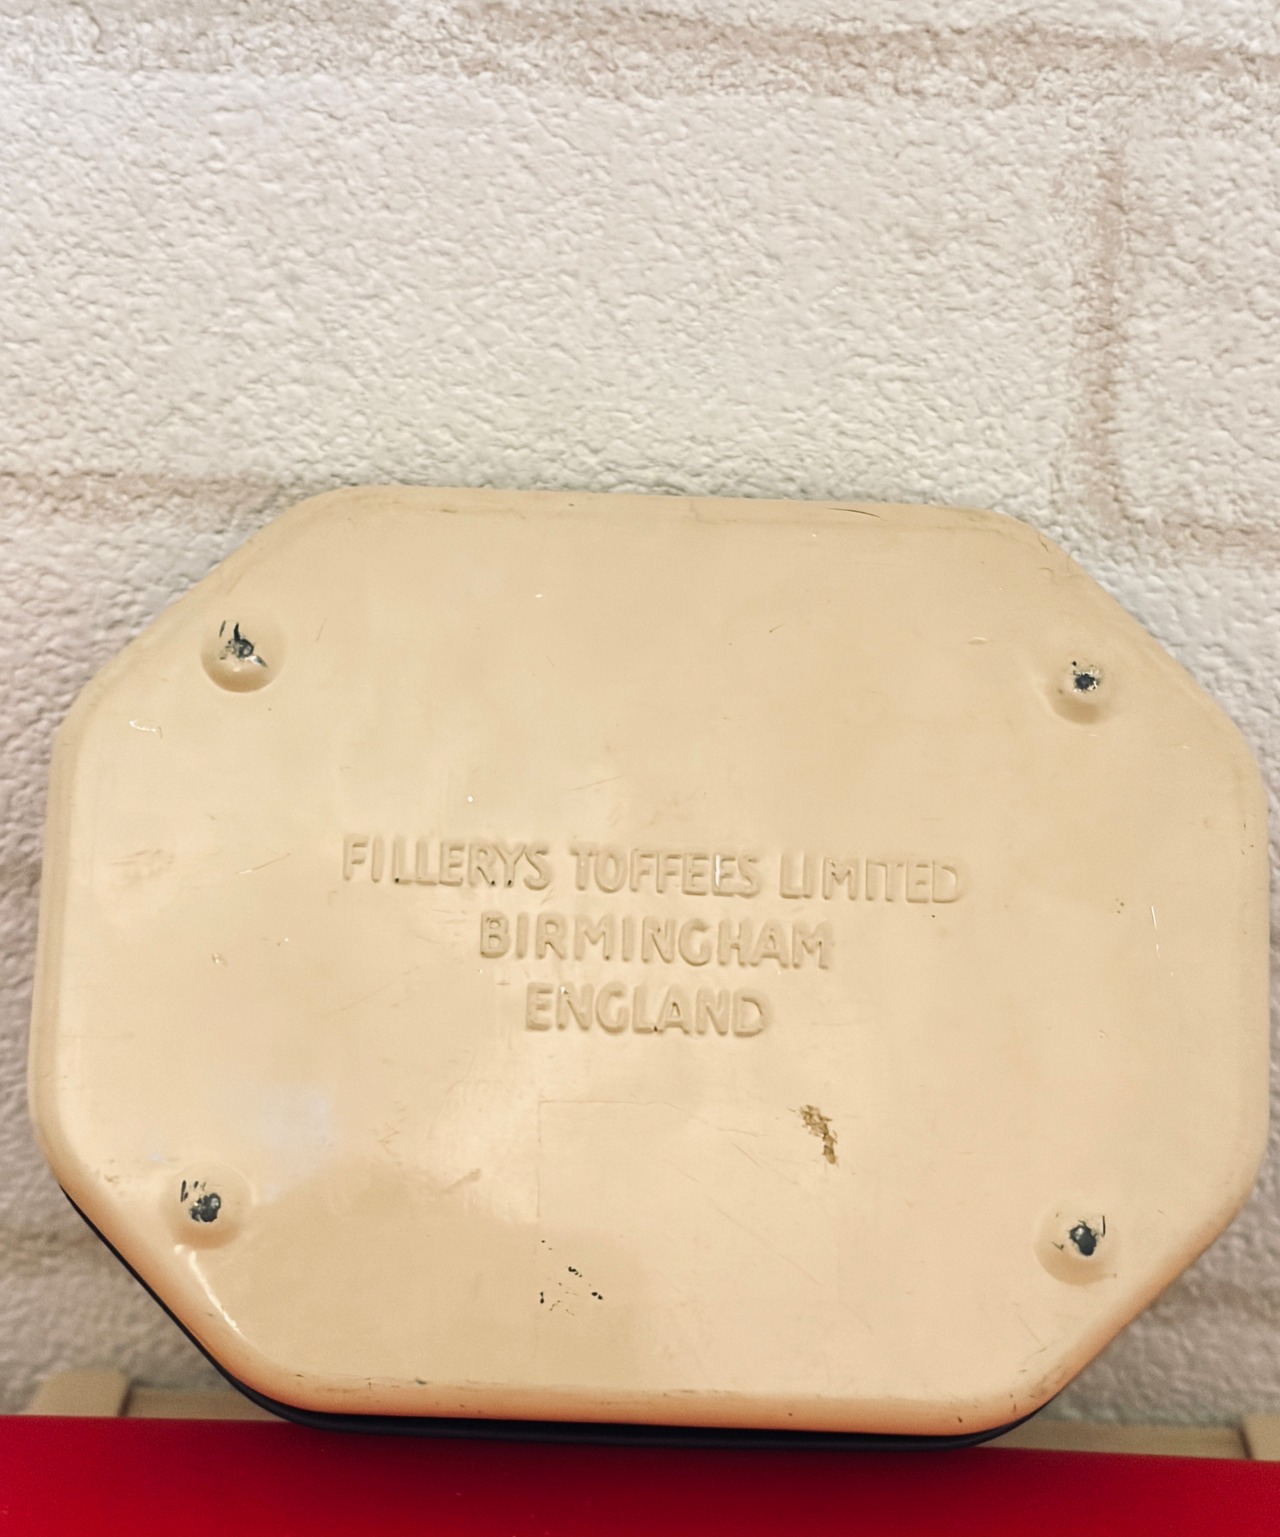 FILLERYS TOFFEES LIMITED
BIRMINGHAM
ENGLAND